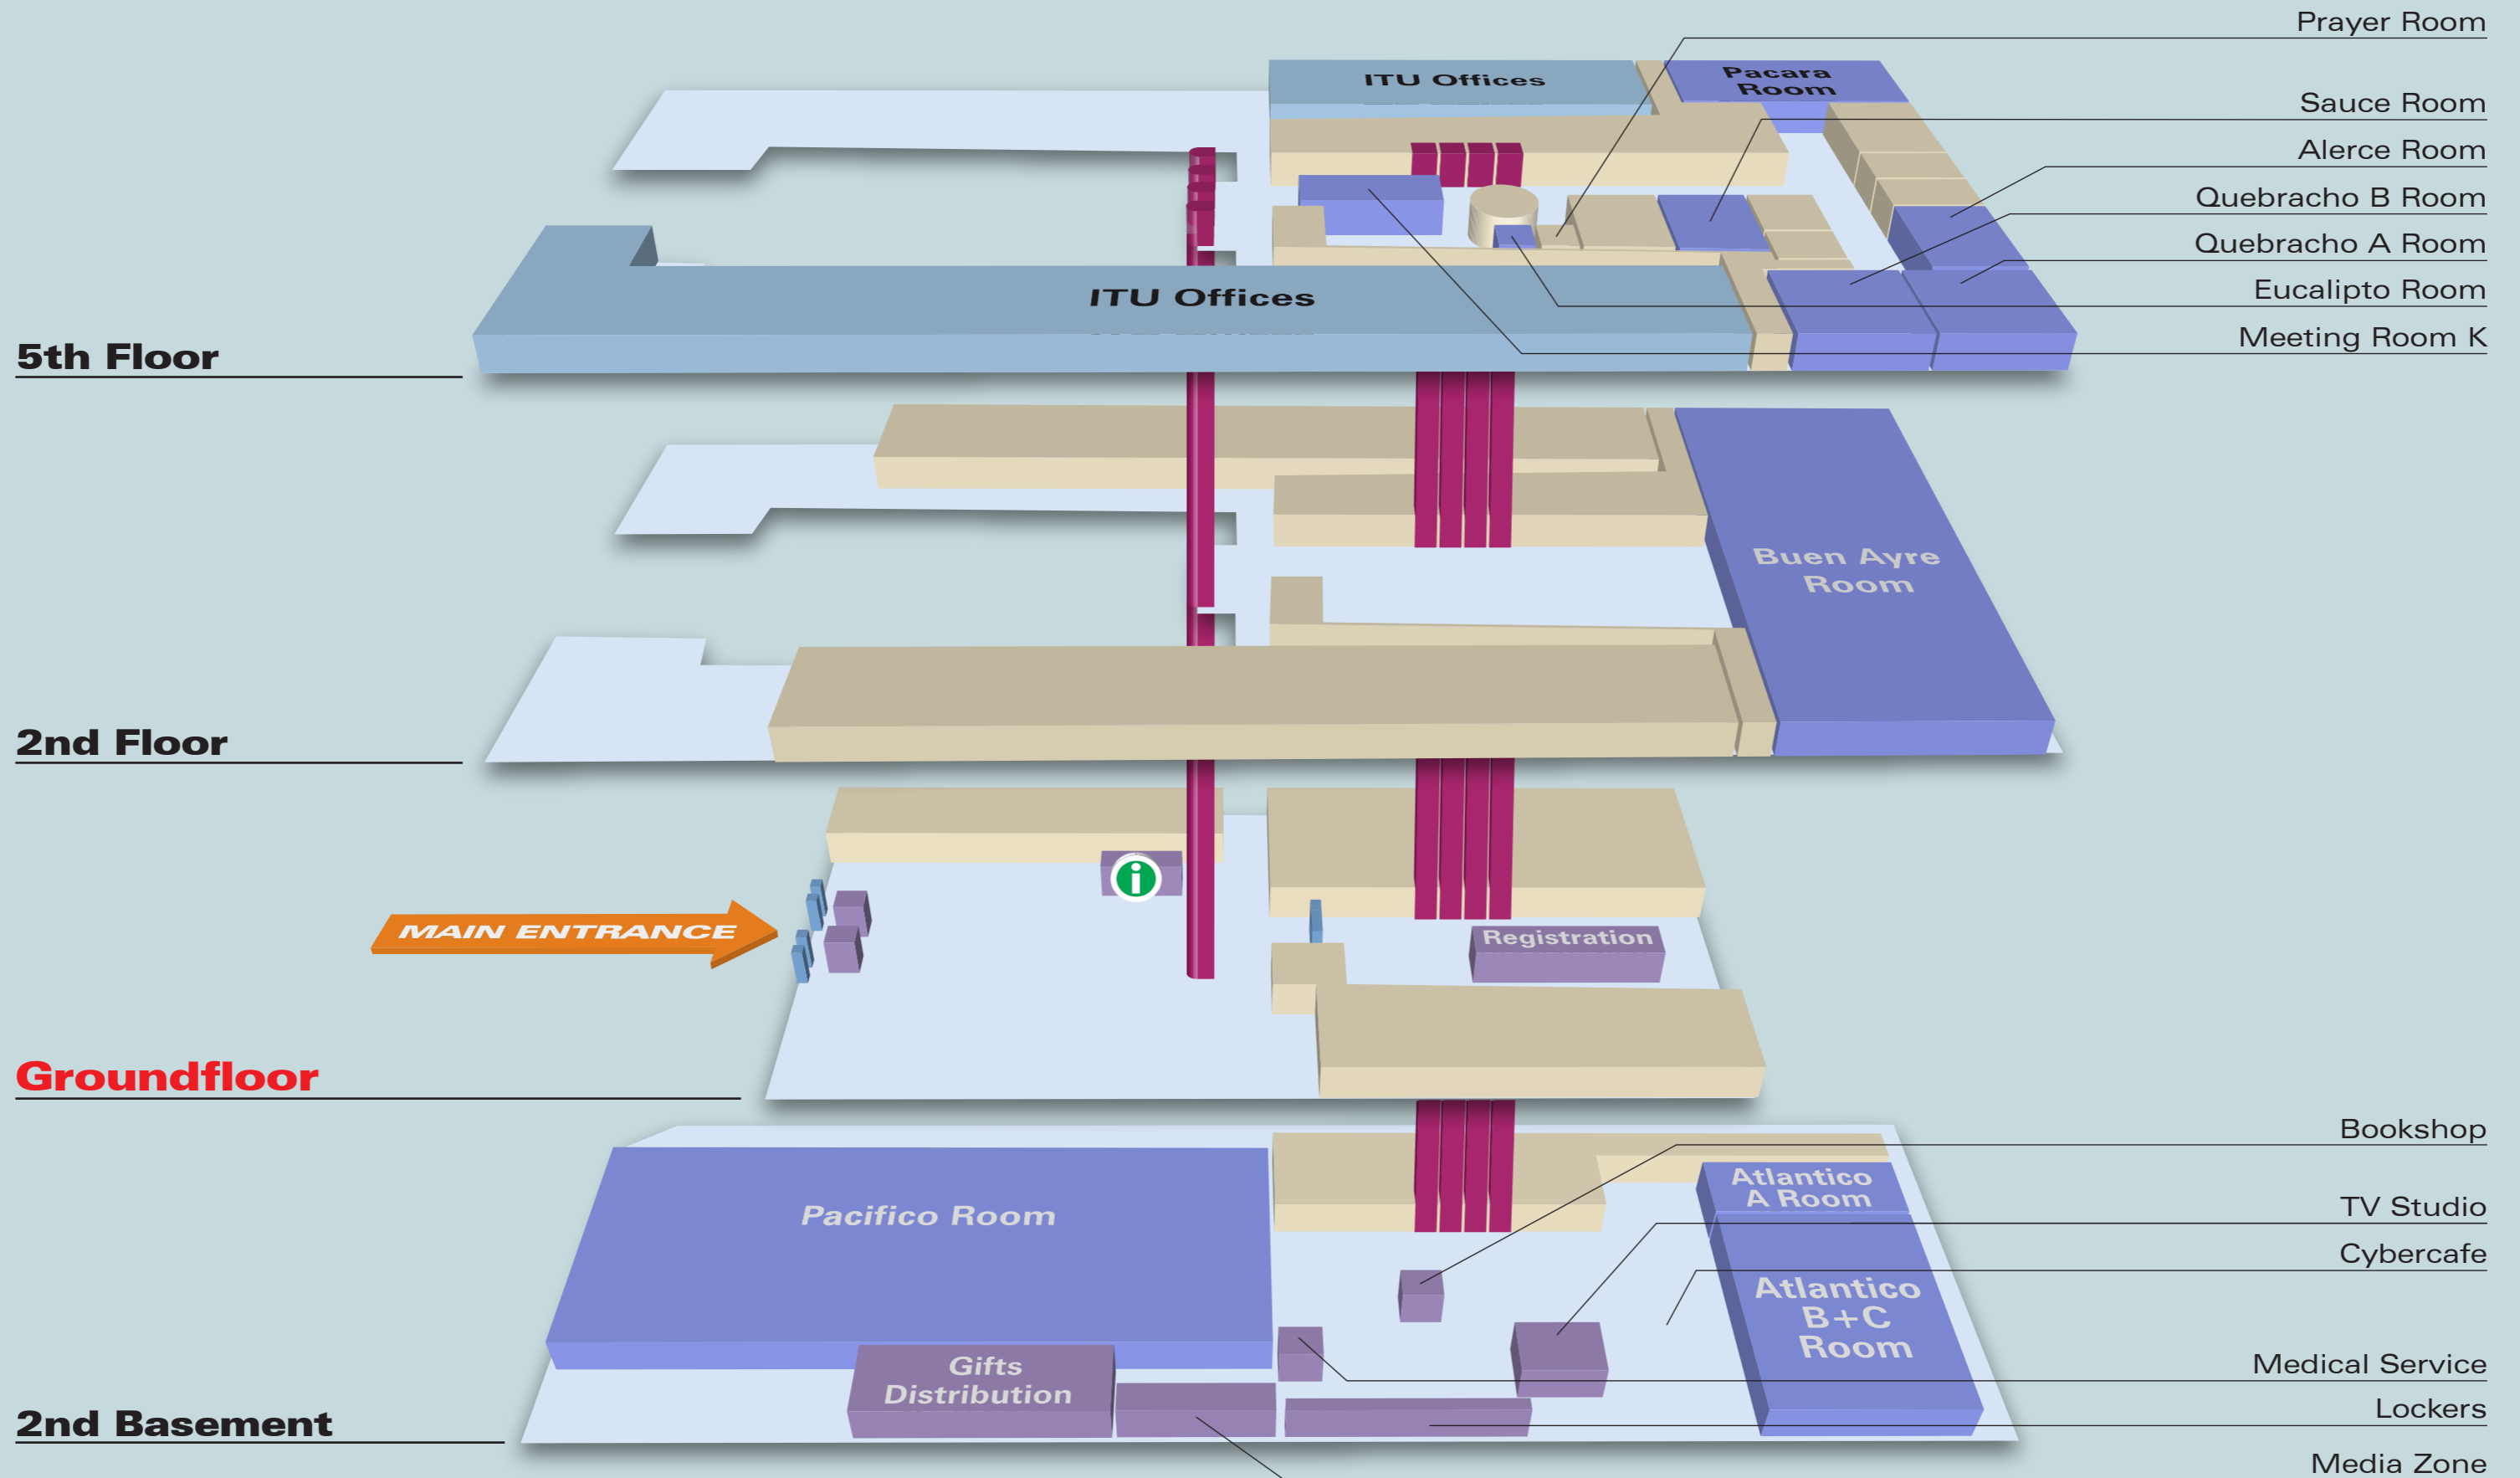 Prayer Room
ITU Offices
Pacara
Room
Sauce Room
Alerce Room
Quebracho B Room
Quebracho A Room
Eucalipto Room
ITU Offices
Meeting Room K
5th Floor
Buen Ayre
Room
2nd Floor
i
MAIN ENTRANCE
Registration
Groundfloor
Bookshop
Atlantico
A Room
Pacifico Room
TV Studio
Cybercafe
Atlantico
B+C
Room
Gifts
Distribution
Medical Service
Lockers
2nd Basement
Media Zone